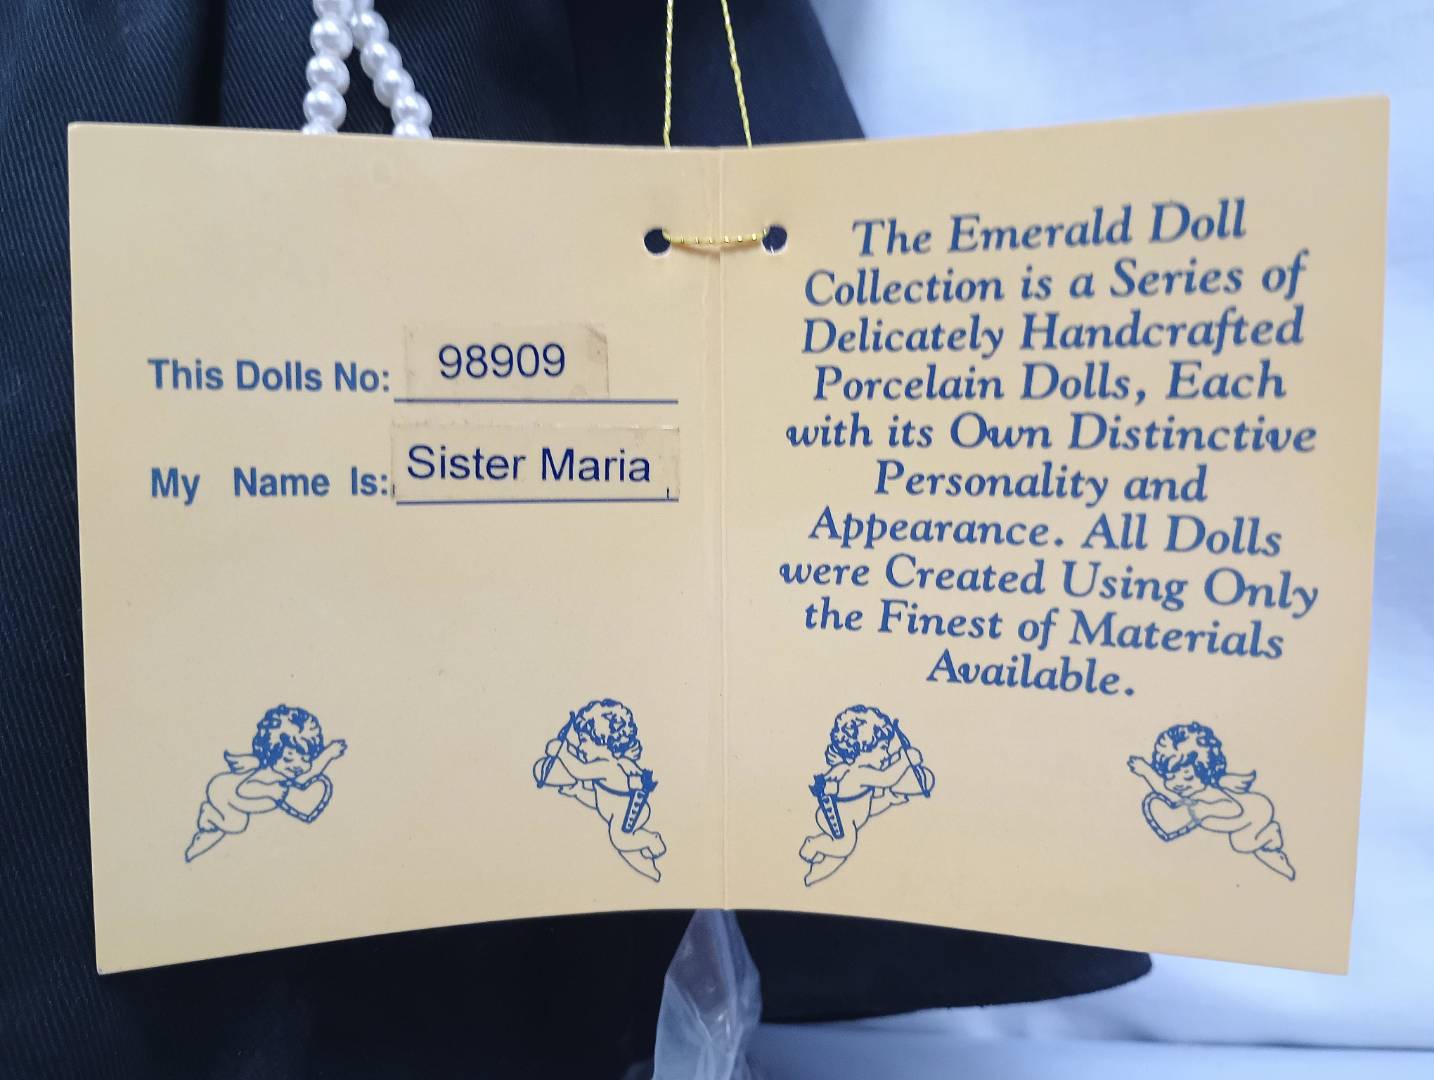 This Dolls No: 98909
My Name Is: Sister Maria
The Emerald Doll
Collection is a Series of
Delicately Handcrafted
Porcelain Dolls, Each
with its Own Distinctive
Personality and
Appearance. All Dolls
were Created Using Only
the Finest of Materials
Available.